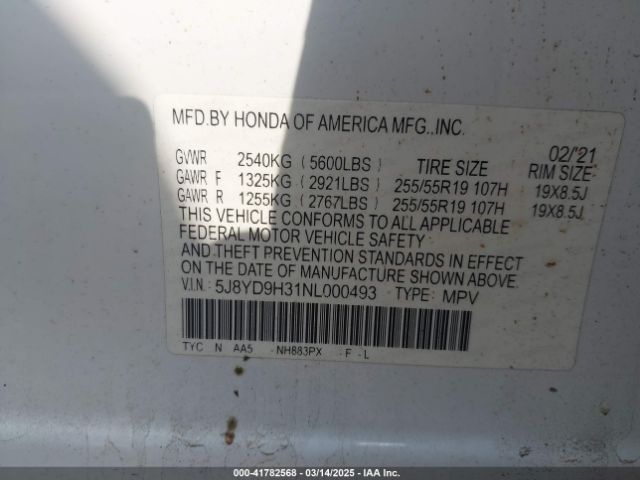 MFD.BY HONDA OF AMERICA MFG.,INC.
02/'21
GVWR 2540KG (5600LBS) TIRE SIZE RIM SIZE:
GAWR F 1325KG (2921LBS) 255/55R19 107H 19X8.5J
GAWR R 1255KG (2767LBS) 255/55R19 107H 19X8.5J
THIS VEHICLE CONFORMS TO ALL APPLICABLE
FEDERAL MOTOR VEHICLE SAFETY
AND THEFT PREVENTION STANDARDS IN EFFECT
ON THE DATE OF MANUFACTURE SHOWN ABOVE.
V.I.N.: 5J8YD9H31NL000493 TYPE: MPV
TYC N AA5 NH883PX F - L
000-41782568 — 03/14/2025 — IAA Inc.